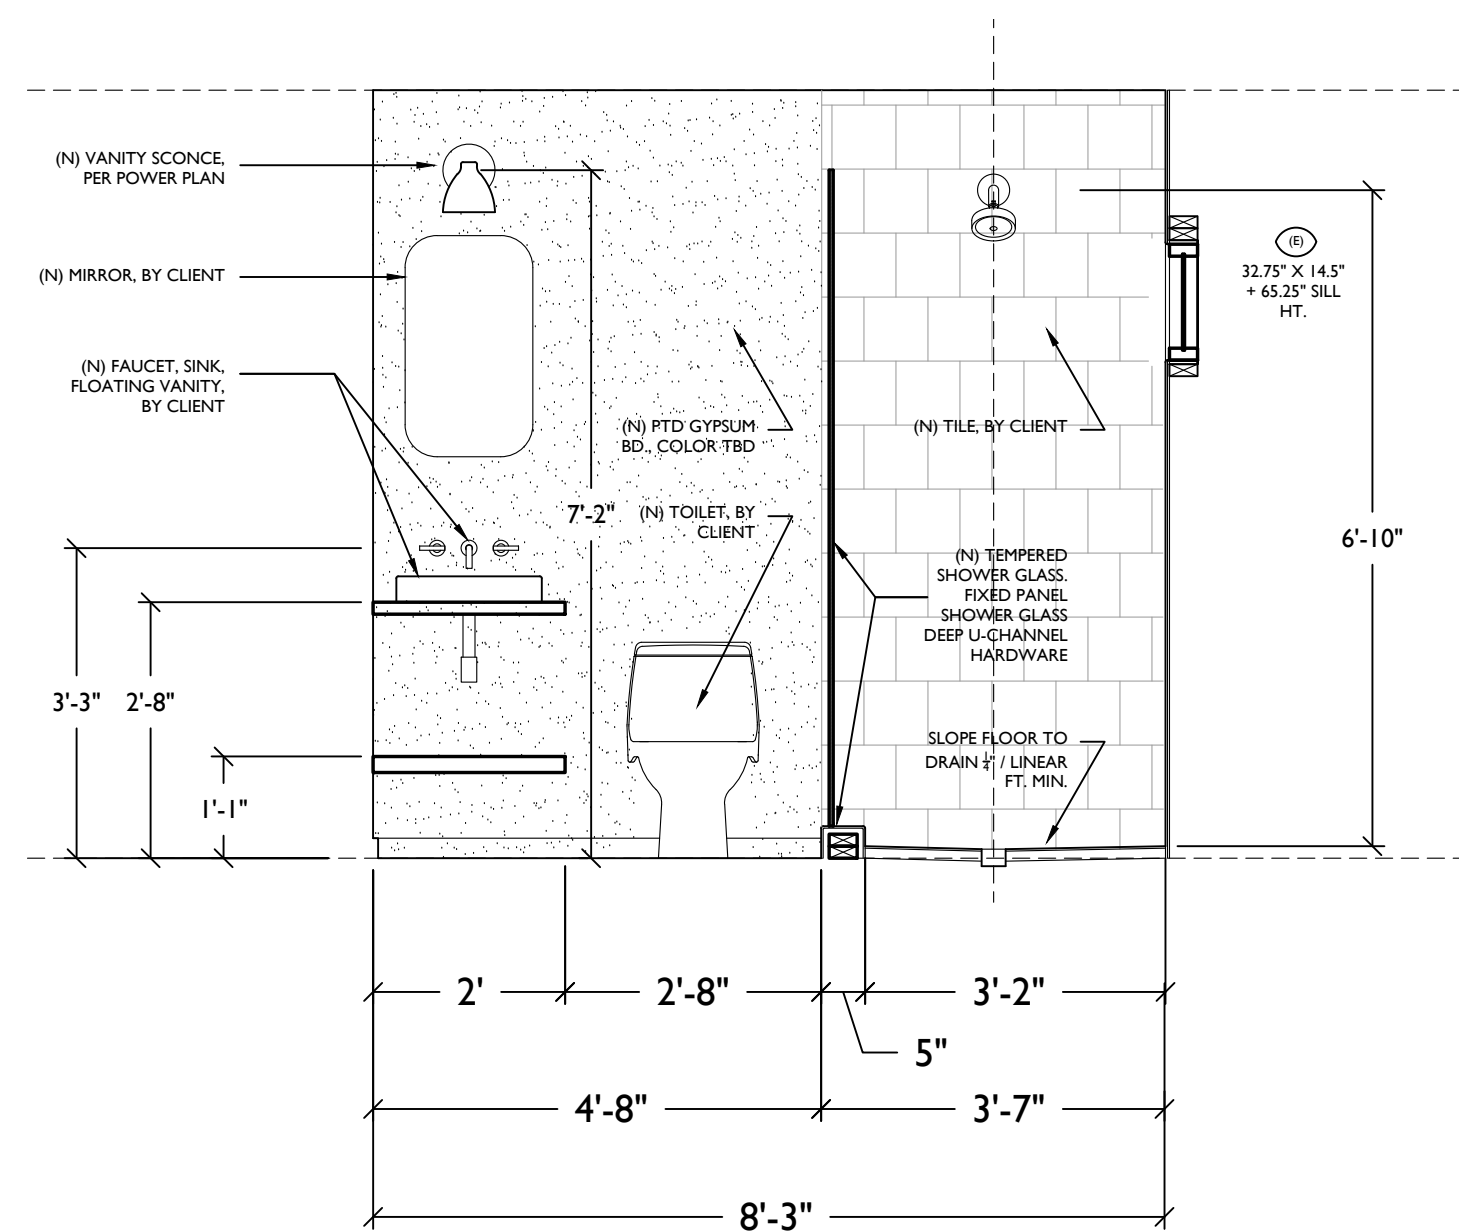 (N) VANITY SCONCE,
PER POWER PLAN
(N) MIRROR, BY CLIENT
(N) FAUCET, SINK,
FLOATING VANITY,
BY CLIENT
(N) PTD GYPSUM
BD., COLOR TBD
(N) TILE, BY CLIENT
(E)
32.75" X 14.5"
+ 65.25" SILL
HT.
7'-2"
(N) TOILET, BY
CLIENT
(N) TEMPERED
SHOWER GLASS.
FIXED PANEL
SHOWER GLASS
DEEP U-CHANNEL
HARDWARE
6'-10"
3'-3"
2'-8"
1'-1"
SLOPE FLOOR TO
DRAIN ¼" / LINEAR
FT. MIN.
2'
2'-8"
3'-2"
5"
4'-8"
3'-7"
8'-3"